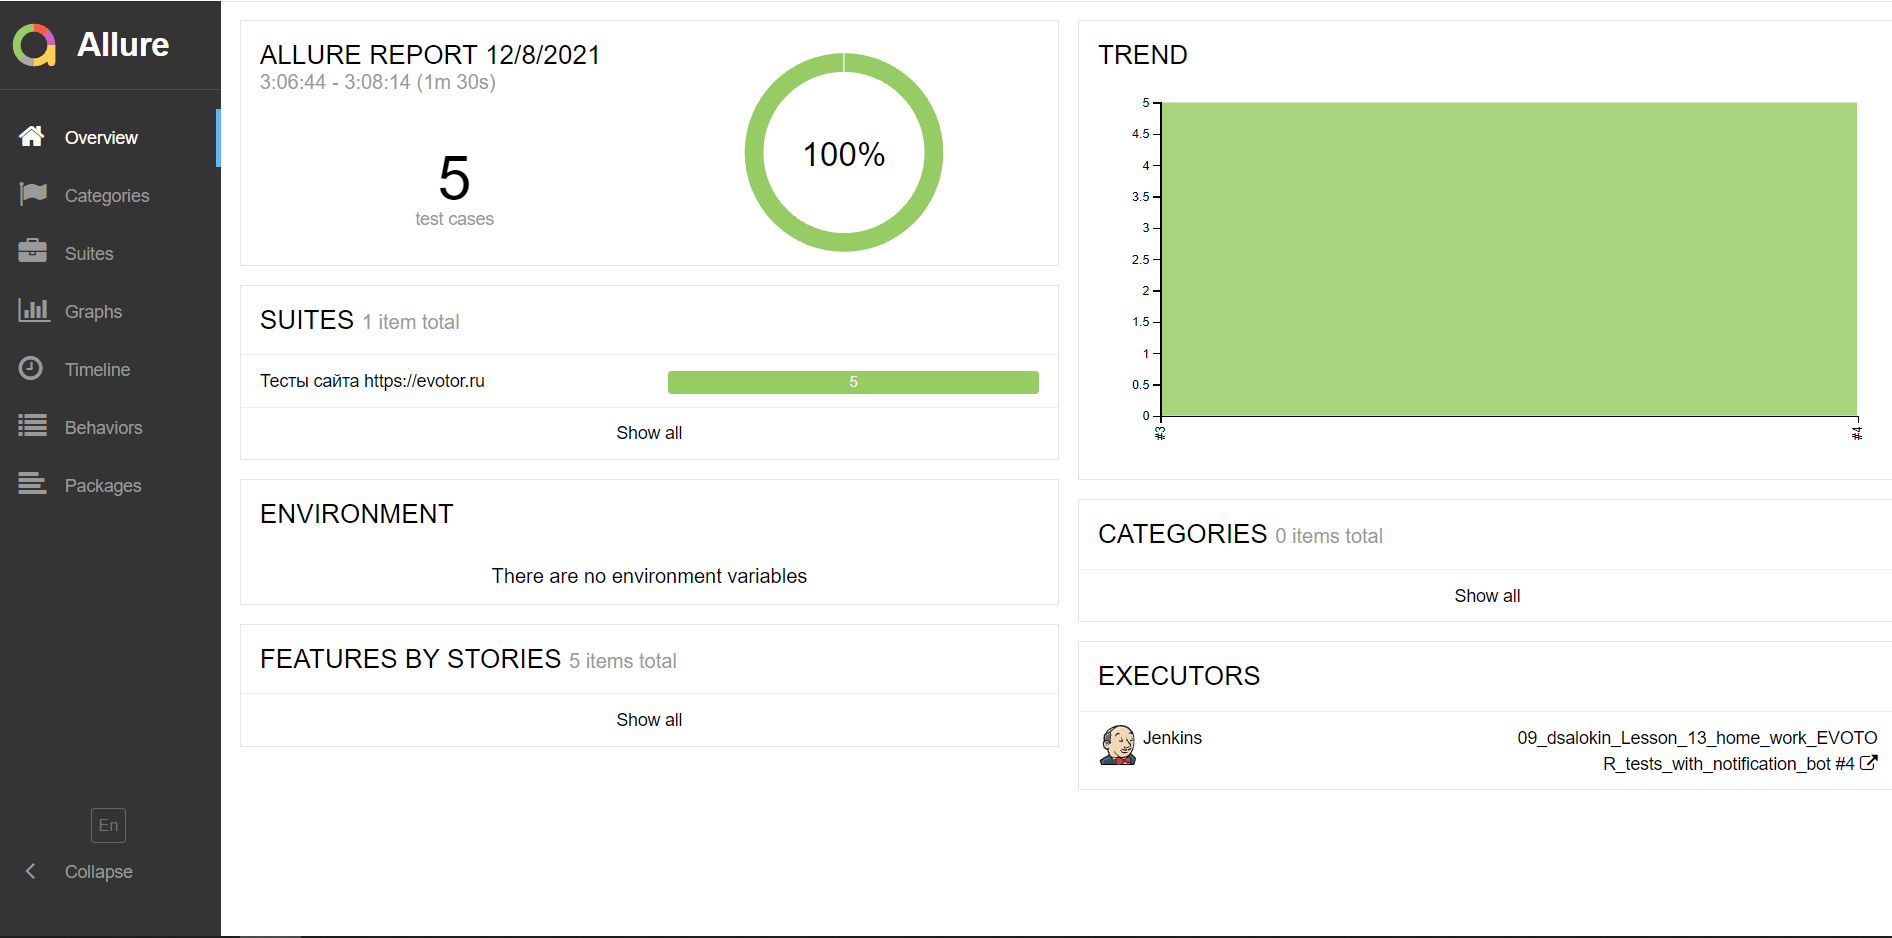 Allure
Overview
Categories
Suites
Graphs
Timeline
Behaviors
Packages
En
Collapse
ALLURE REPORT 12/8/2021
3:06:44 - 3:08:14 (1m 30s)
5
test cases
100%
SUITES 1 item total
Тесты сайта https://evotor.ru 5
Show all
ENVIRONMENT
There are no environment variables
FEATURES BY STORIES 5 items total
Show all
TREND
5
4.5
4
3.5
3
2.5
2
1.5
1
0.5
0
#3 #4
CATEGORIES 0 items total
Show all
EXECUTORS
Jenkins 09_dsalokin_Lesson_13_home_work_EVOTO
R_tests_with_notification_bot #4